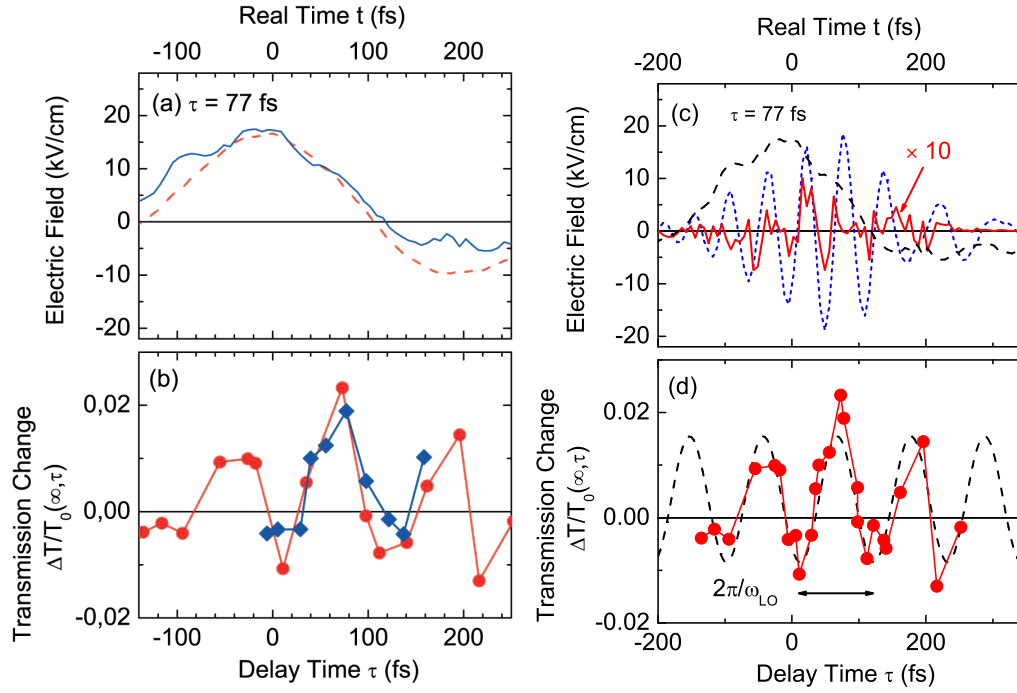 Real Time t (fs)
-100 0 100 200
(a) τ = 77 fs
20
10
0
-10
-20
Electric Field (kV/cm)
(b)
0,02
0,00
-0,02
Transmission Change
ΔT/T₀(∞,τ)
-100 0 100 200
Delay Time τ (fs)
Real Time t (fs)
-200 0 200
(c)
τ = 77 fs
× 10
20
10
0
-10
-20
Electric Field (kV/cm)
(d)
0.02
0.00
-0.02
Transmission Change
ΔT/T₀(∞,τ)
2π/ω_LO
-200 0 200
Delay Time τ (fs)